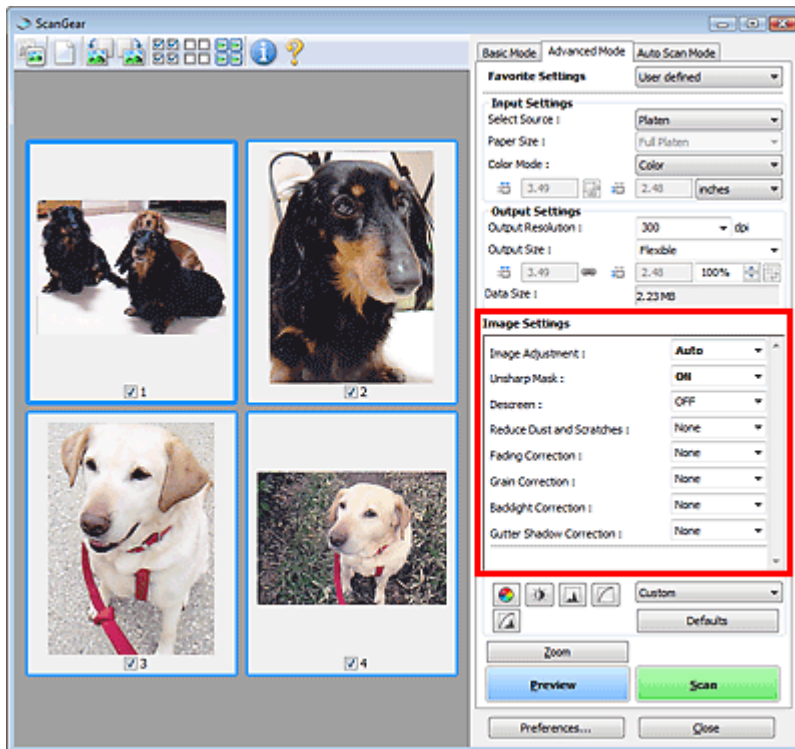 ScanGear
Basic Mode Advanced Mode Auto Scan Mode
Favorite Settings User defined
Input Settings
Select Source : Platen
Paper Size : Full Platen
Color Mode : Color
3.49 2.48 inches
Output Settings
Output Resolution : 300 dpi
Output Size : Flexible
3.49 2.48 100%
Data Size : 2.23 MB
Image Settings
Image Adjustment : Auto
Unsharp Mask : ON
Descreen : OFF
Reduce Dust and Scratches : None
Fading Correction : None
Grain Correction : None
Backlight Correction : None
Gutter Shadow Correction : None
Custom
Defaults
Zoom
Preview Scan
Preferences... Close
1
2
3
4